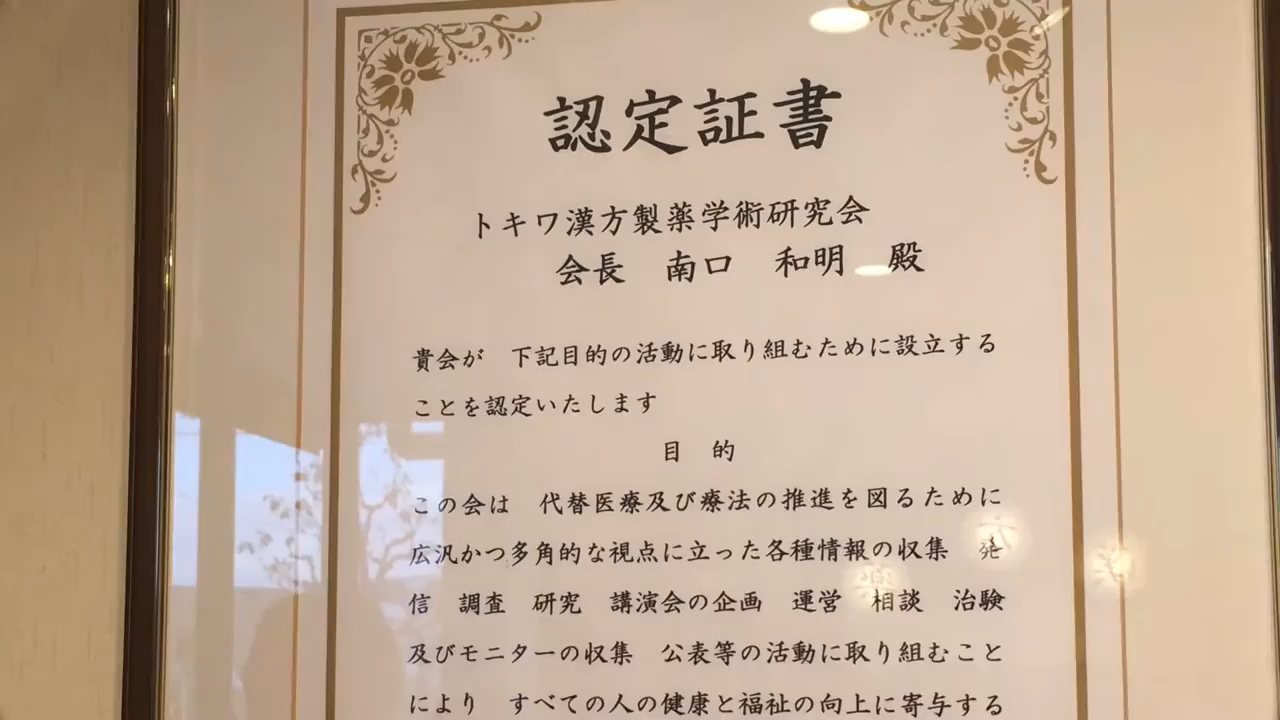 認定証書
トキワ漢方製薬学術研究会
会長　南口　和明　殿
貴会が　下記目的の活動に取り組むために設立する
ことを認定いたします
目　的
この会は　代替医療及び療法の推進を図るために
広汎かつ多角的な視点に立った各種情報の収集　発
信　調査　研究　講演会の企画　運営　相談　治験
及びモニターの収集　公表等の活動に取り組むこと
により　すべての人の健康と福祉の向上に寄与する